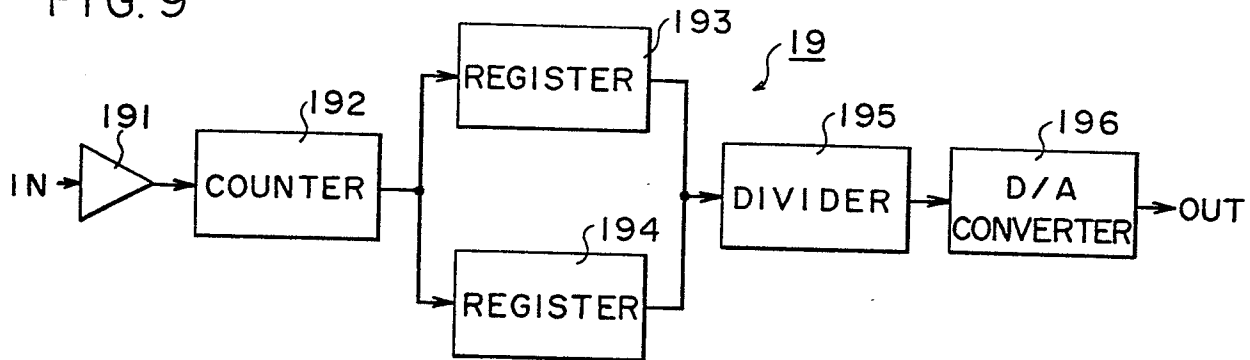 FIG. 9
193
REGISTER
19
191
192
195
196
IN
COUNTER
DIVIDER
D/A
CONVERTER
OUT
194
REGISTER